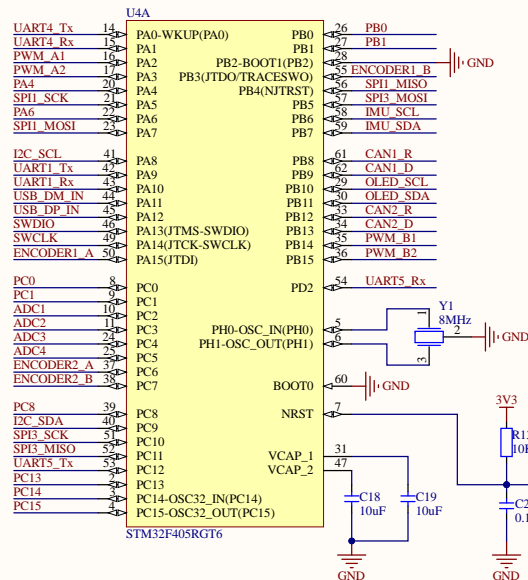 U4A
UART4_Tx 14 PA0-WKUP(PA0) PB0 26 PB0
UART4_Rx 15 PA1 PB1 27 PB1
PWM_A1 16 PA2 PB2-BOOT1(PB2) 28 GND
PWM_A2 17 PA3 PB3(JTDO/TRACESWO) 55 ENCODER1_B
PA4 20 PA4 PB4(NJTRST) 56 SPI1_MISO
SPI1_SCK 21 PA5 PB5 57 SPI3_MOSI
PA6 22 PA6 PB6 58 IMU_SCL
SPI1_MOSI 23 PA7 PB7 59 IMU_SDA
I2C_SCL 41 PA8 PB8 61 CAN1_R
UART1_Tx 42 PA9 PB9 62 CAN1_D
UART1_Rx 43 PA10 PB10 29 OLED_SCL
USB_DM_IN 44 PA11 PB11 30 OLED_SDA
USB_DP_IN 45 PA12 PB12 33 CAN2_R
SWDIO 46 PA13(JTMS-SWDIO) PB13 34 CAN2_D
SWCLK 49 PA14(JTCK-SWCLK) PB14 35 PWM_B1
ENCODER1_A 50 PA15(JTDI) PB15 36 PWM_B2
PC0 8 PC0 PD2 54 UART5_Rx
PC1 9 PC1
ADC1 10 PC2 Y1
ADC2 11 PC3 PH0-OSC_IN(PH0) 5 1 8MHz
ADC3 24 PC4 PH1-OSC_OUT(PH1) 6 2 GND
ADC4 25 PC5 3
ENCODER2_A 37 PC6
ENCODER2_B 38 PC7 BOOT0 60 GND
PC8 39 PC8 NRST 7 3V3
I2C_SDA 40 PC9
SPI3_SCK 51 PC10
SPI3_MISO 52 PC11 VCAP_1 31
UART5_Tx 53 PC12 VCAP_2 47
PC13 2 PC13
PC14 3 PC14-OSC32_IN(PC14) C18 C19
PC15 4 PC15-OSC32_OUT(PC15) 10uF 10uF
STM32F405RGT6
GND GND